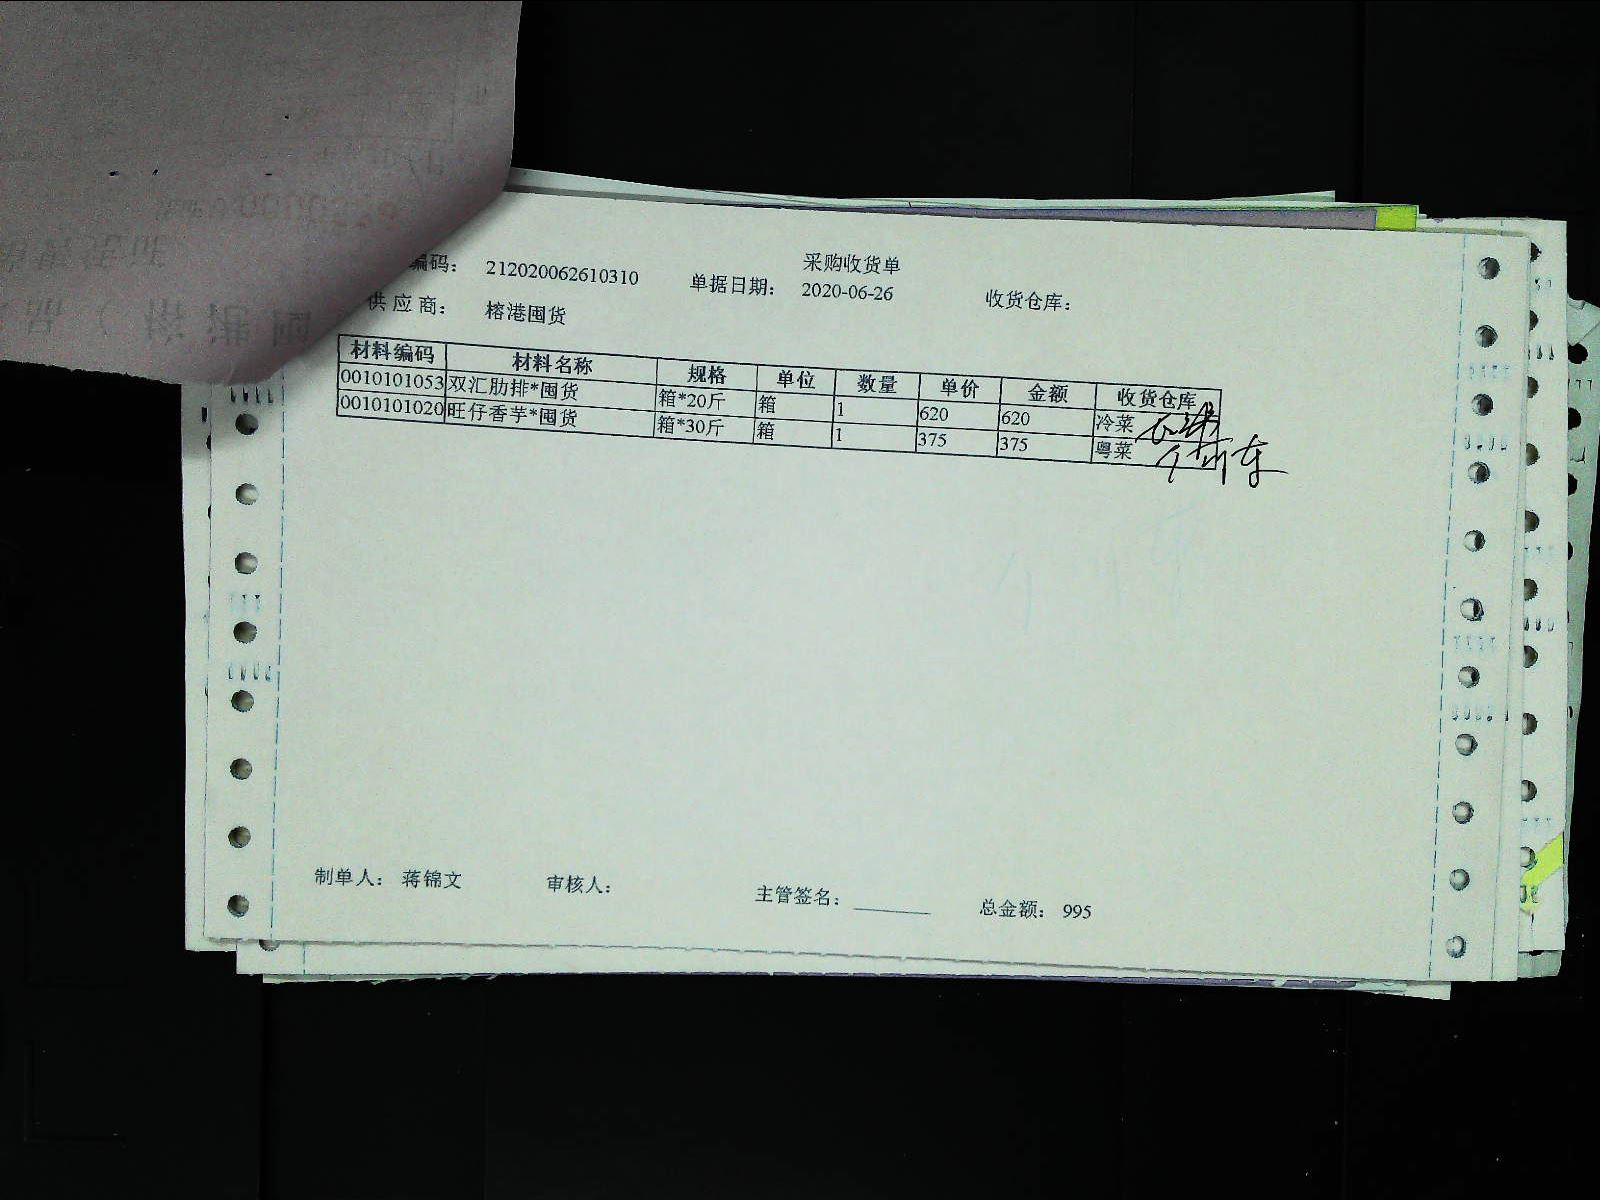 采购收货单
编码： 212020062610310 单据日期： 2020-06-26 收货仓库：
供应商： 榕港囤货
材料编码 材料名称 规格 单位 数量 单价 金额 收货仓库
0010101053 双汇肋排*囤货 箱*20斤 箱 1 620 620 冷菜
0010101020 旺仔香芋*囤货 箱*30斤 箱 1 375 375 粤菜
制单人： 蒋锦文 审核人： 主管签名： 总金额： 995